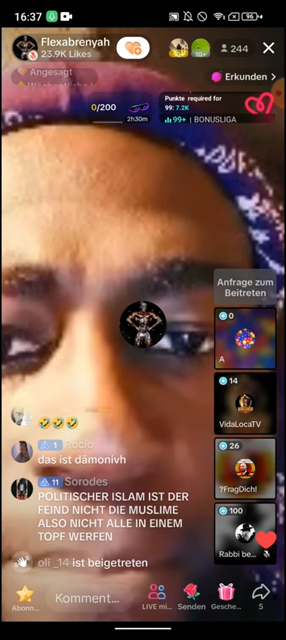 16:37
96
Flexabrenyah
23.9K Likes
244
Angesagt
Erkunden >
0/200
2h30m
Punkte required for
99: 7.2K
99+ | BONUSLIGA
Anfrage zum
Beitreten
0
A
14
VidaLocaTV
26
?FragDich!
100
Rabbi be...
🤣🤣🤣
1 Rocio
das ist dämonivh
11 Sorodes
POLITISCHER ISLAM IST DER
FEIND NICHT DIE MUSLIME
ALSO NICHT ALLE IN EINEM
TOPF WERFEN
oli_14 ist beigetreten
Abonn...
Kommentar...
LIVE mi...
Senden
Gesche...
5